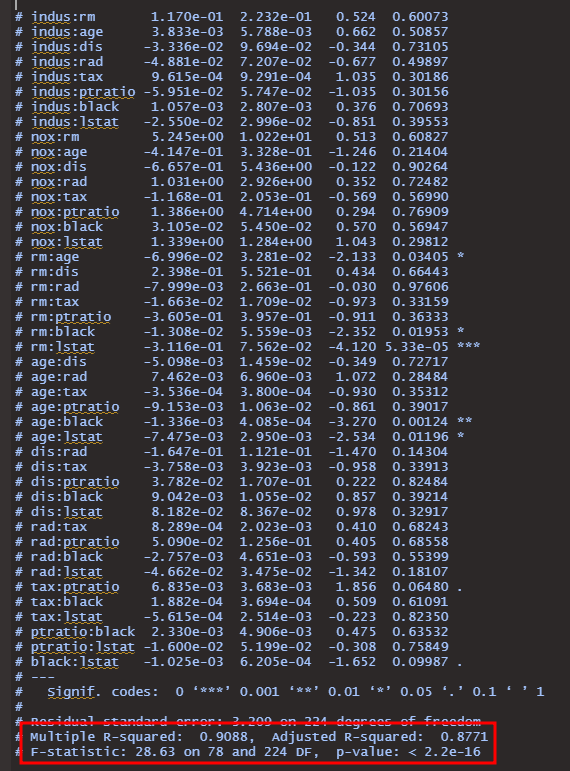 # indus:rm 1.170e-01 2.232e-01 0.524 0.60073
# indus:age 3.833e-03 5.788e-03 0.662 0.50857
# indus:dis -3.336e-02 9.694e-02 -0.344 0.73105
# indus:rad -4.881e-02 7.207e-02 -0.677 0.49897
# indus:tax 9.615e-04 9.291e-04 1.035 0.30186
# indus:ptratio -5.951e-02 5.747e-02 -1.035 0.30156
# indus:black 1.057e-03 2.807e-03 0.376 0.70693
# indus:lstat -2.550e-02 2.996e-02 -0.851 0.39553
# nox:rm 5.245e+00 1.022e+01 0.513 0.60827
# nox:age -4.147e-01 3.328e-01 -1.246 0.21404
# nox:dis -6.657e-01 5.436e+00 -0.122 0.90264
# nox:rad 1.031e+00 2.926e+00 0.352 0.72482
# nox:tax -1.168e-01 2.053e-01 -0.569 0.56990
# nox:ptratio 1.386e+00 4.714e+00 0.294 0.76909
# nox:black 3.105e-02 5.450e-02 0.570 0.56947
# nox:lstat 1.339e+00 1.284e+00 1.043 0.29812
# rm:age -6.996e-02 3.281e-02 -2.133 0.03405 *
# rm:dis 2.398e-01 5.521e-01 0.434 0.66443
# rm:rad -7.999e-03 2.663e-01 -0.030 0.97606
# rm:tax -1.663e-02 1.709e-02 -0.973 0.33159
# rm:ptratio -3.605e-01 3.957e-01 -0.911 0.36333
# rm:black -1.308e-02 5.559e-03 -2.352 0.01953 *
# rm:lstat -3.116e-01 7.562e-02 -4.120 5.33e-05 ***
# age:dis -5.098e-03 1.459e-02 -0.349 0.72717
# age:rad 7.462e-03 6.960e-03 1.072 0.28484
# age:tax -3.536e-04 3.800e-04 -0.930 0.35312
# age:ptratio -9.153e-03 1.063e-02 -0.861 0.39017
# age:black -1.336e-03 4.085e-04 -3.270 0.00124 **
# age:lstat -7.475e-03 2.950e-03 -2.534 0.01196 *
# dis:rad -1.647e-01 1.121e-01 -1.470 0.14304
# dis:tax -3.758e-03 3.923e-03 -0.958 0.33913
# dis:ptratio 3.782e-02 1.707e-01 0.222 0.82484
# dis:black 9.042e-03 1.055e-02 0.857 0.39214
# dis:lstat 8.182e-02 8.367e-02 0.978 0.32917
# rad:tax 8.289e-04 2.023e-03 0.410 0.68243
# rad:ptratio 5.090e-02 1.256e-01 0.405 0.68558
# rad:black -2.757e-03 4.651e-03 -0.593 0.55399
# rad:lstat -4.662e-02 3.475e-02 -1.342 0.18107
# tax:ptratio 6.835e-03 3.683e-03 1.856 0.06480 .
# tax:black 1.882e-04 3.694e-04 0.509 0.61091
# tax:lstat -5.615e-04 2.514e-03 -0.223 0.82350
# ptratio:black 2.330e-03 4.906e-03 0.475 0.63532
# ptratio:lstat -1.600e-02 5.199e-02 -0.308 0.75849
# black:lstat -1.025e-03 6.205e-04 -1.652 0.09987 .
# ---
# Signif. codes: 0 ‘***’ 0.001 ‘**’ 0.01 ‘*’ 0.05 ‘.’ 0.1 ‘ ’ 1
#
# Residual standard error: 3.209 on 224 degrees of freedom
# Multiple R-squared: 0.9088, Adjusted R-squared: 0.8771
# F-statistic: 28.63 on 78 and 224 DF, p-value: < 2.2e-16